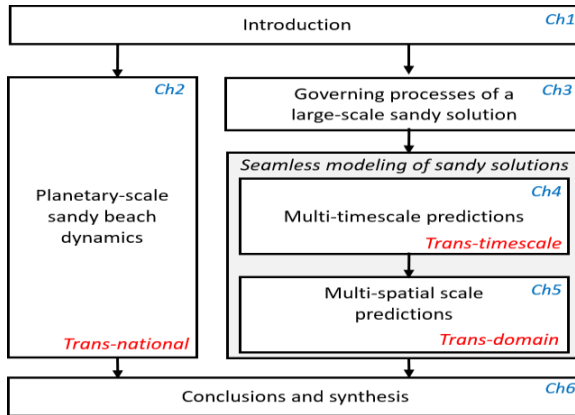 Introduction
Ch1
Ch2
Planetary-scale
sandy beach
dynamics
Trans-national
Ch3
Governing processes of a
large-scale sandy solution
Seamless modeling of sandy solutions
Ch4
Multi-timescale predictions
Trans-timescale
Ch5
Multi-spatial scale
predictions
Trans-domain
Ch6
Conclusions and synthesis